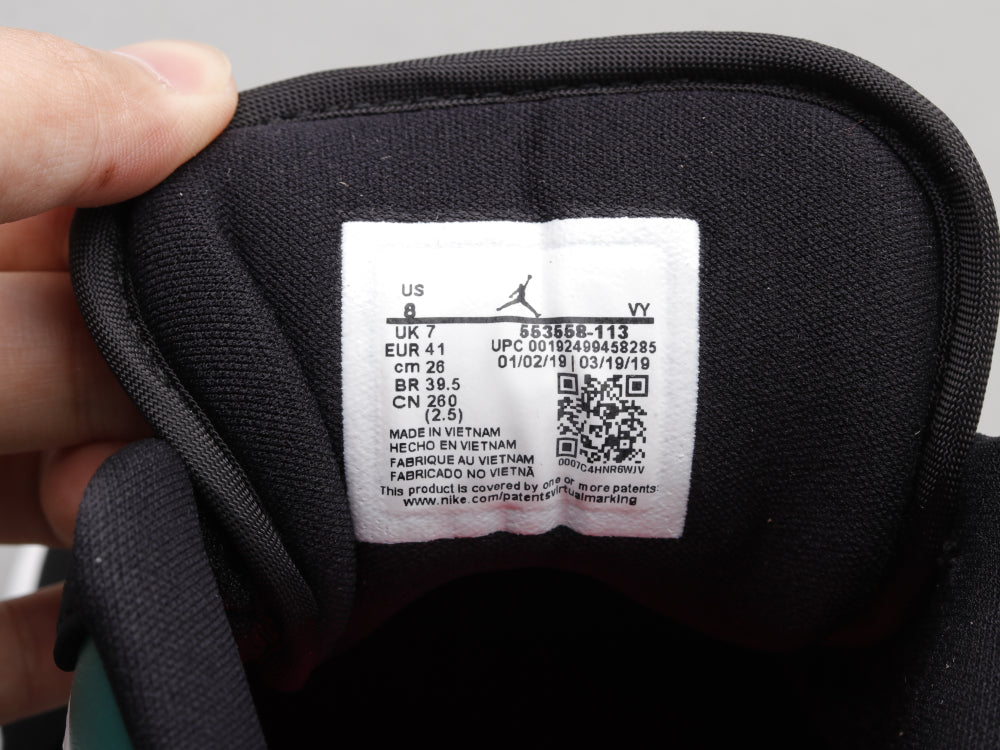 US
8 VY
UK 7 553558-113
EUR 41 UPC 00192499458285
cm 26 01/02/19 | 03/19/19
BR 39.5
CN 260
(2.5)
MADE IN VIETNAM
HECHO EN VIETNAM
FABRIQUE AU VIETNAM
FABRICADO NO VIETNÃ
0007C4HNR6WJV
This product is covered by one or more patents:
www.nike.com/patentsvirtualmarking